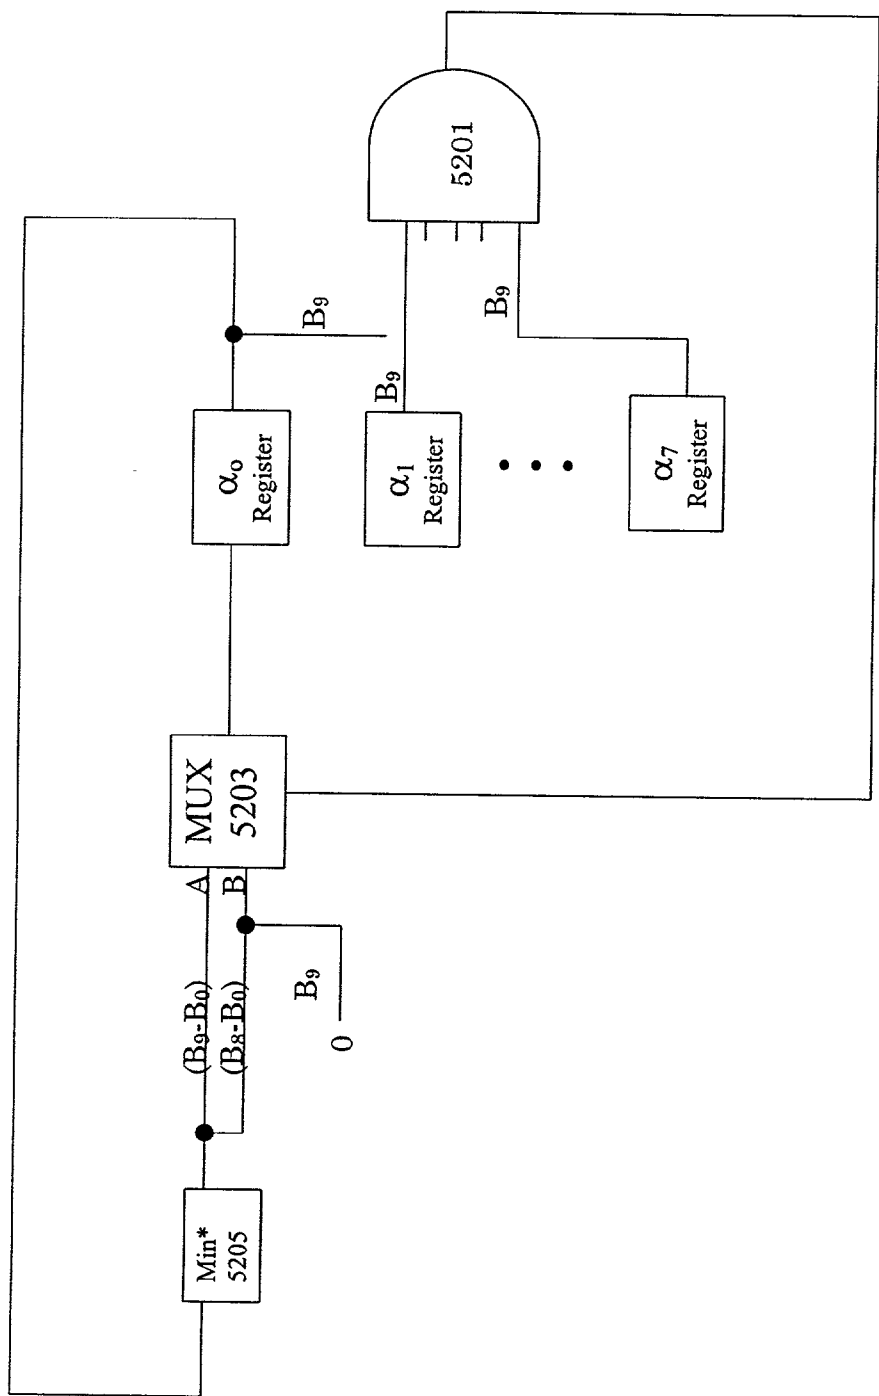 Min*
5205
(B₉-B₀)
(B₈-B₀)
A
B
B₉
0
MUX
5203
α₀
Register
B₉
α₁
Register
B₉
α₇
Register
B₉
5201